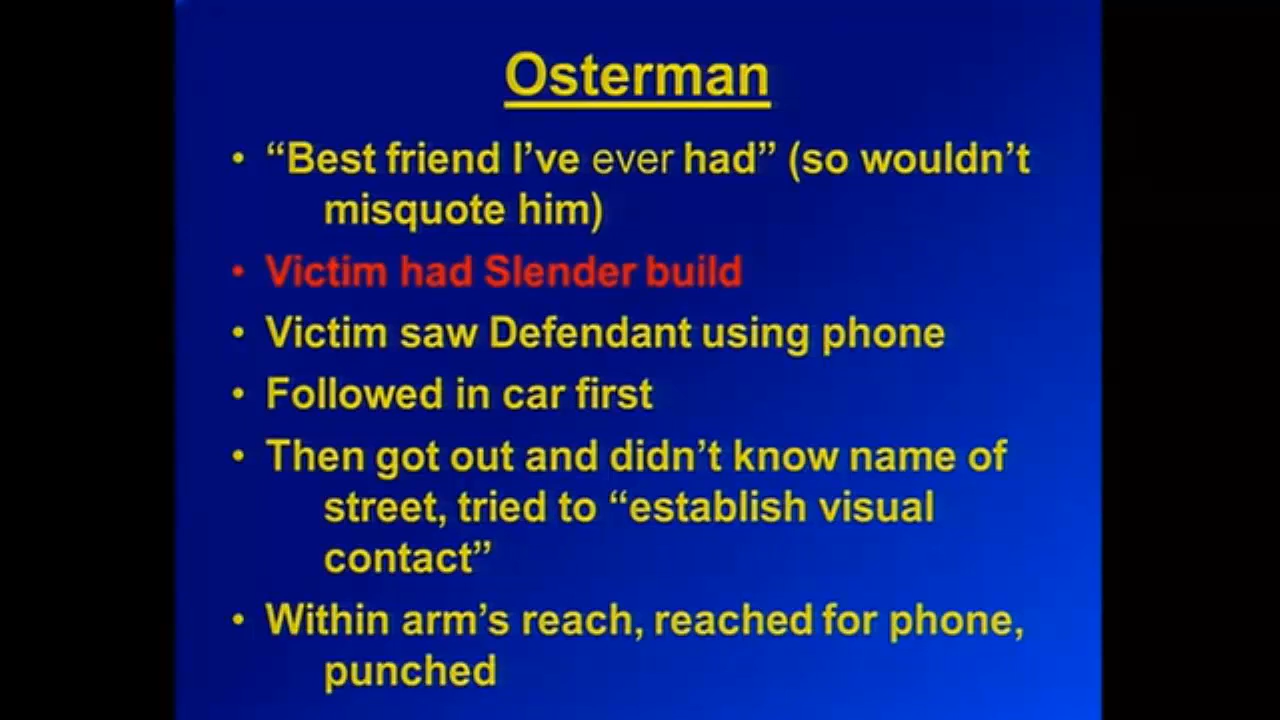 Osterman
• “Best friend I’ve ever had” (so wouldn’t
misquote him)
• Victim had Slender build
• Victim saw Defendant using phone
• Followed in car first
• Then got out and didn’t know name of
street, tried to “establish visual
contact”
• Within arm’s reach, reached for phone,
punched